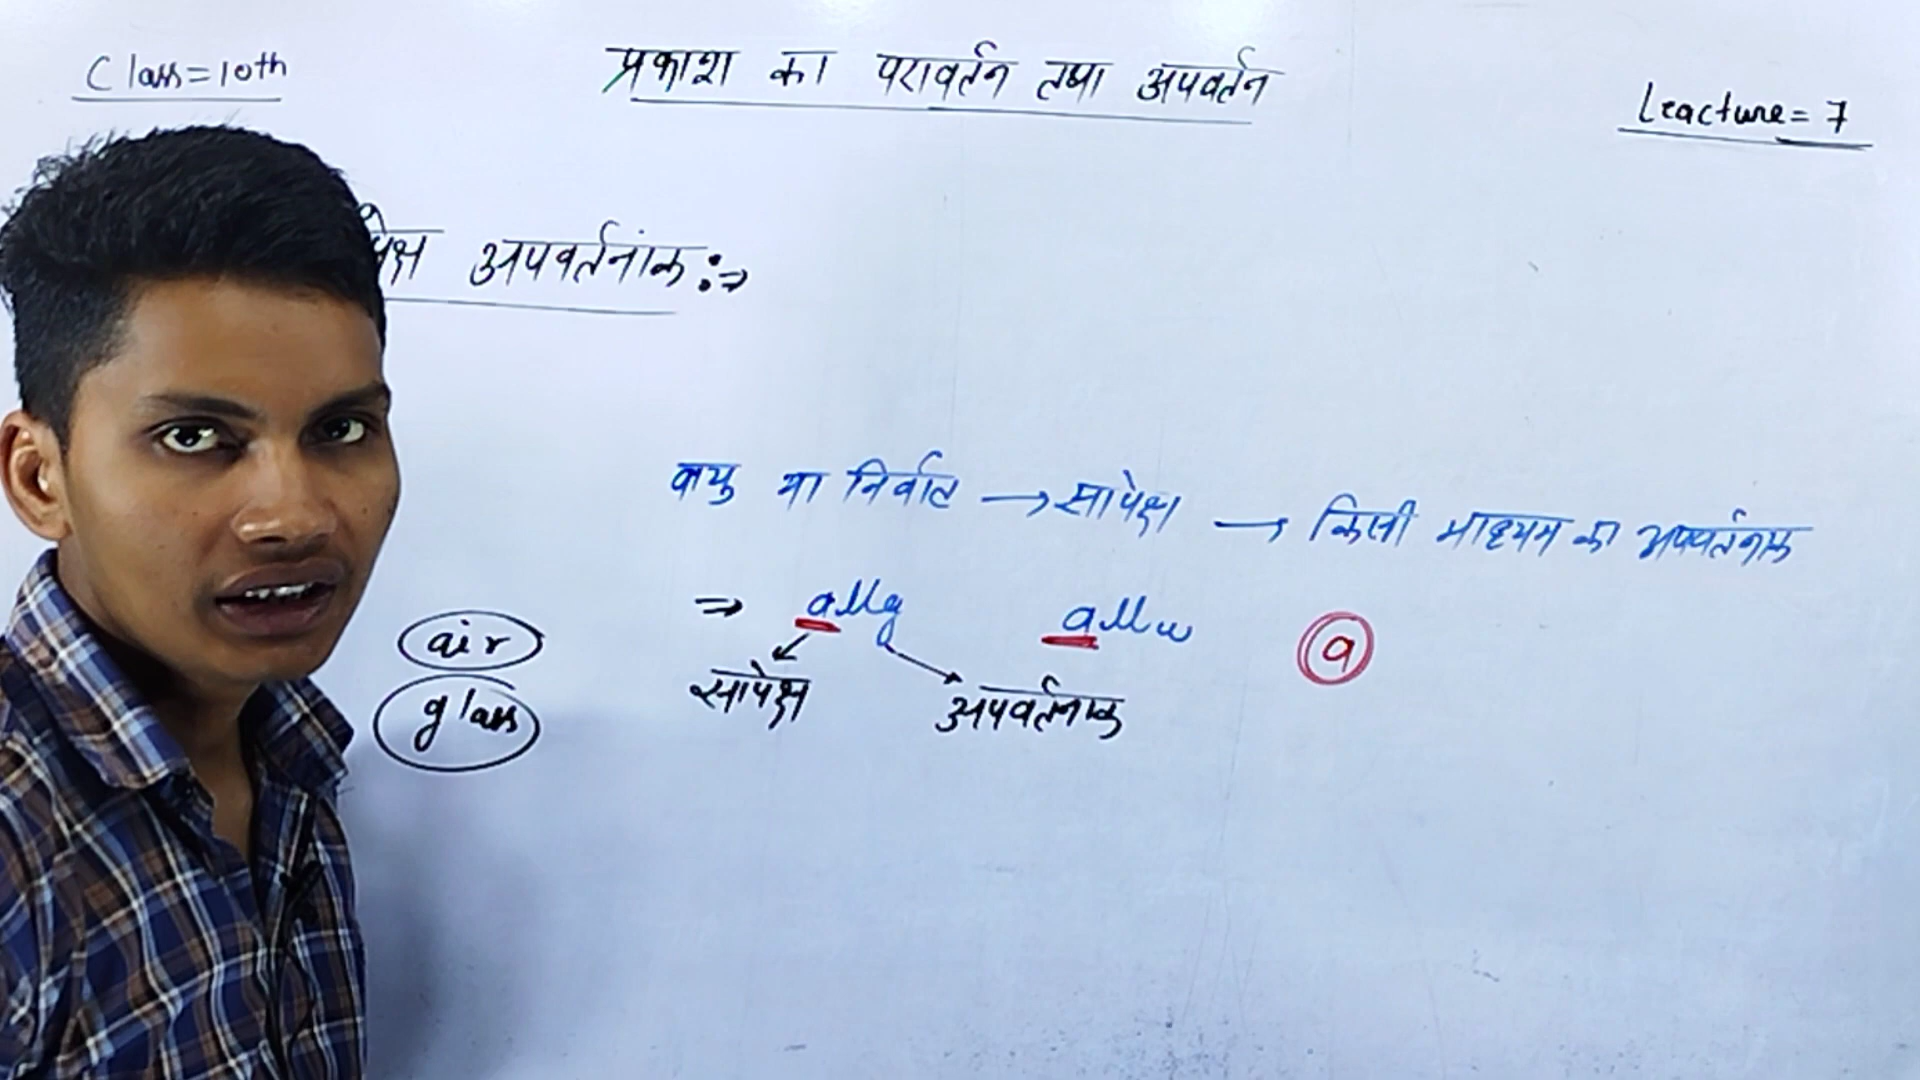 Class=10th
प्रकाश का परावर्तन तथा अपवर्तन
Leacture= 7
पेक्ष अपवर्तनांक :→
वायु या निर्वात → सापेक्ष → किसी माध्यम का अपवर्तनांक
⇒ aμg aμw a
air
सापेक्ष अपवर्तनांक
glass